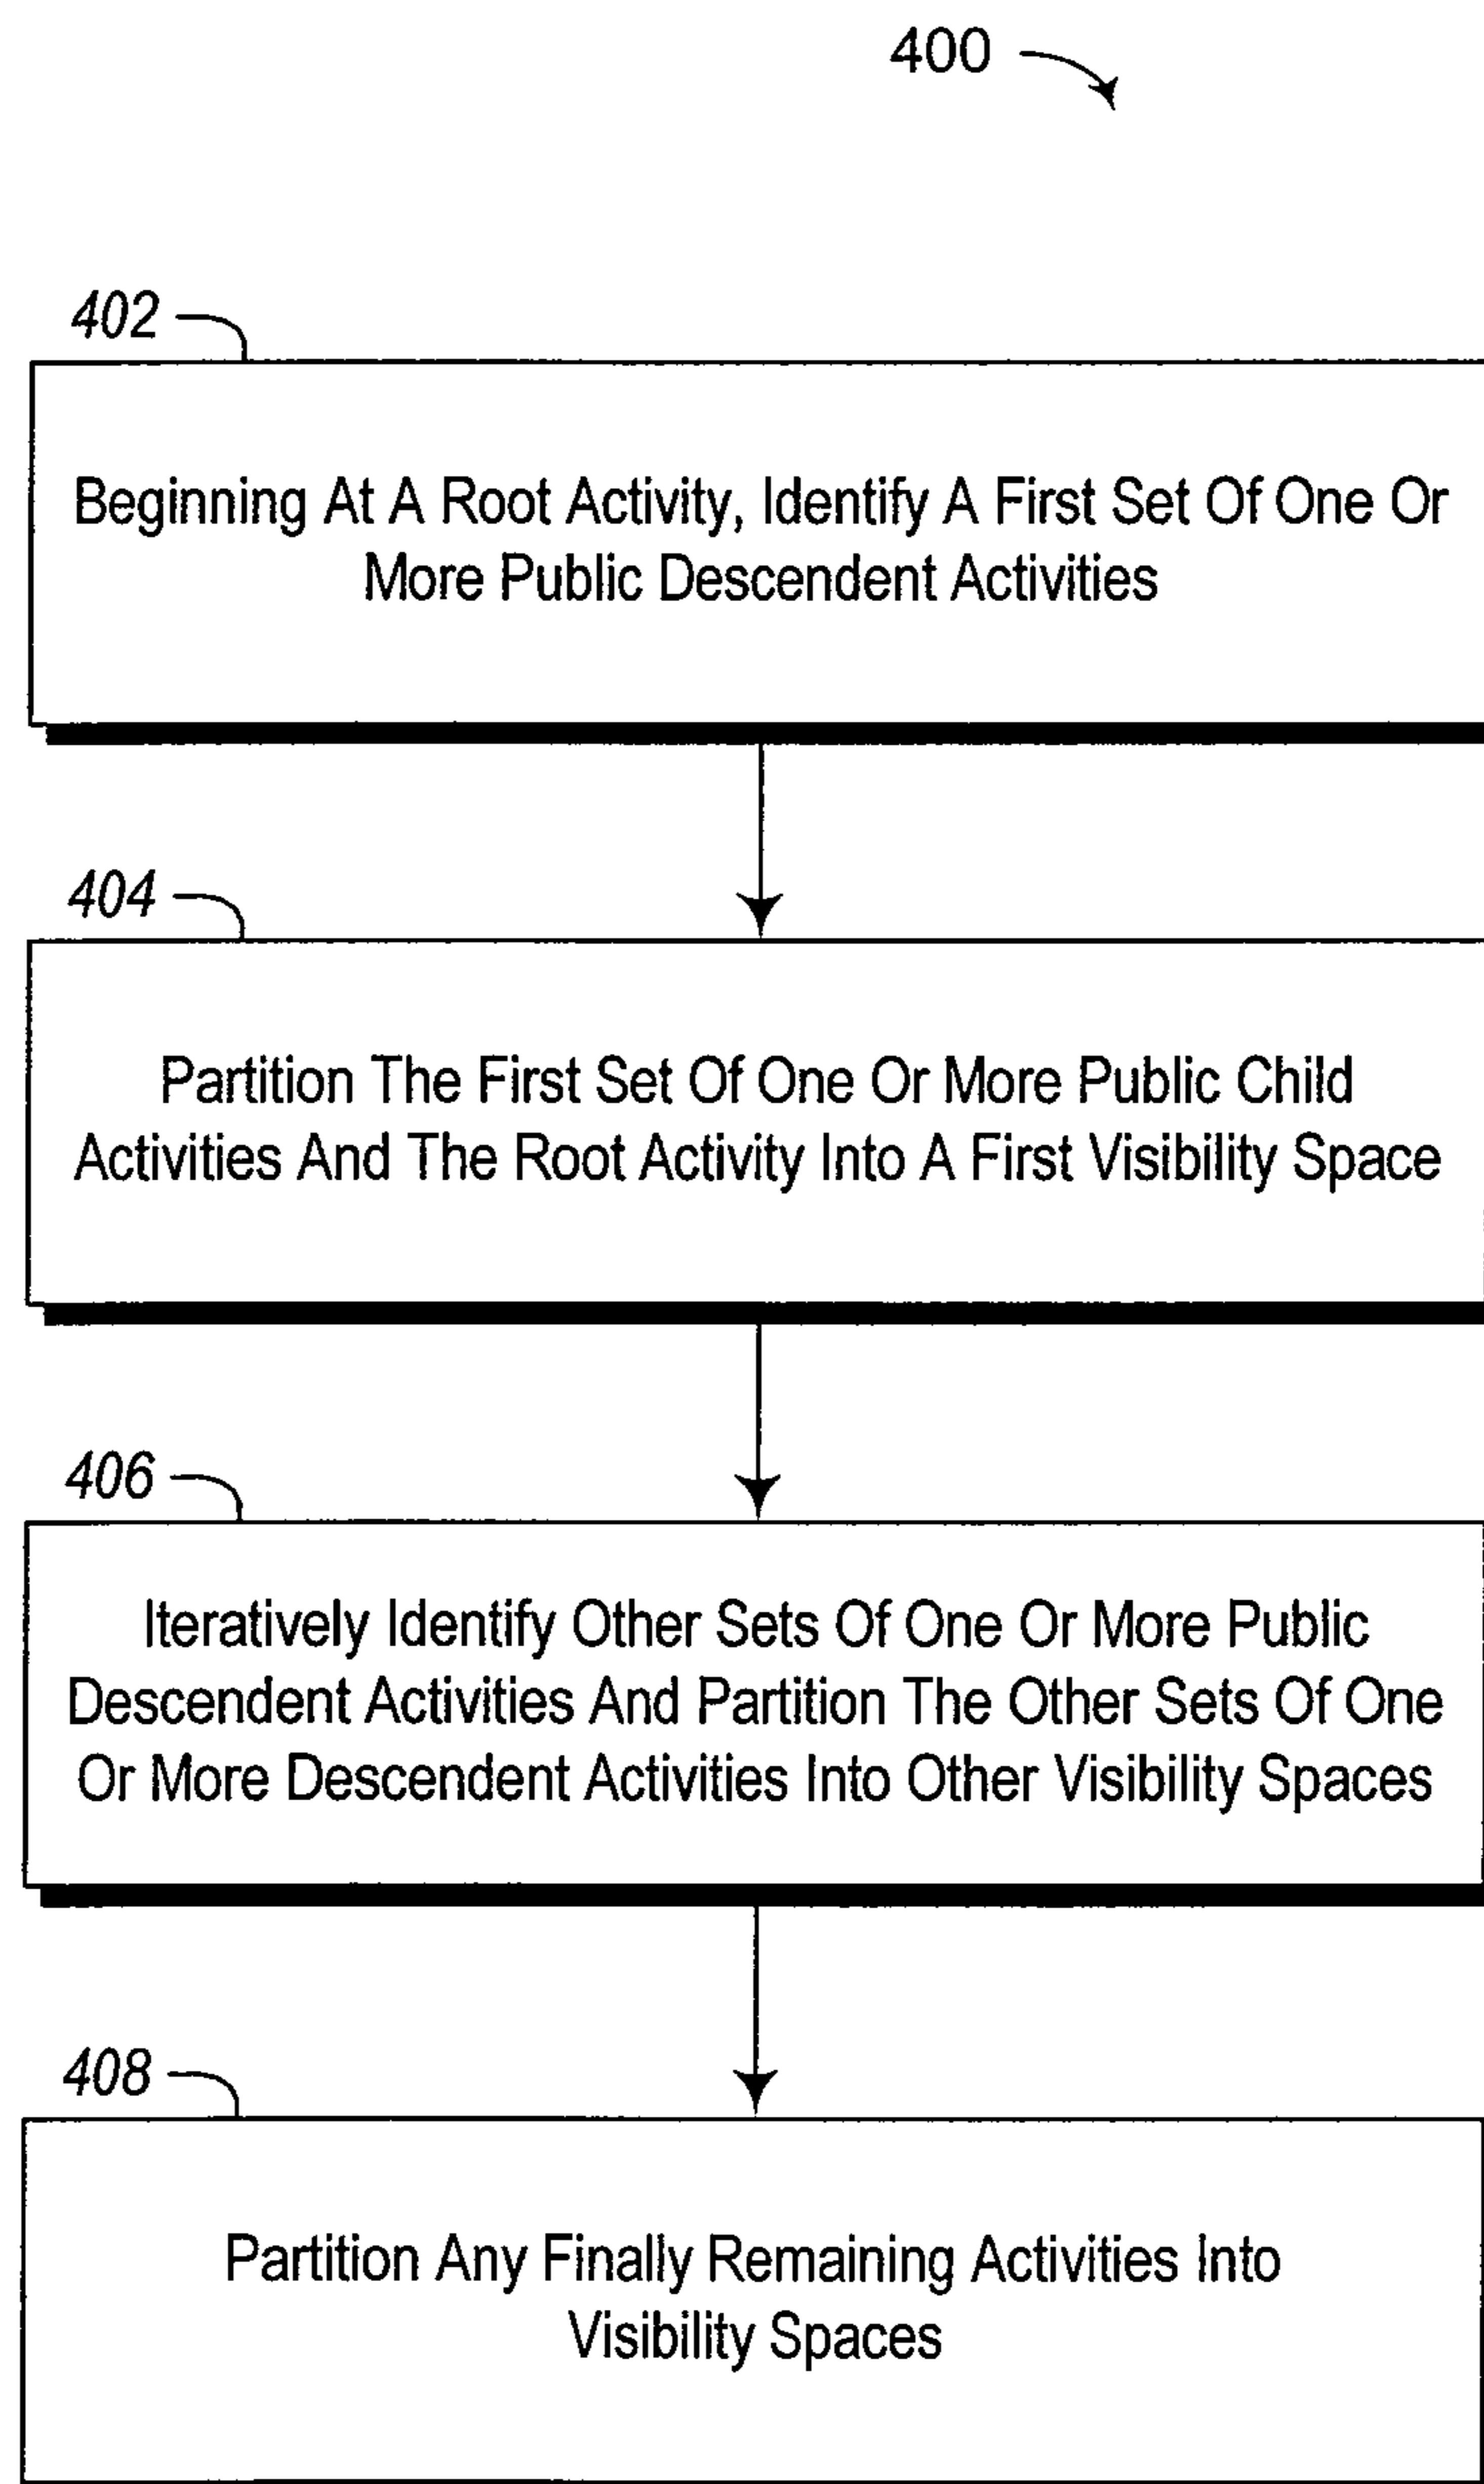 400
402
Beginning At A Root Activity, Identify A First Set Of One Or
More Public Descendent Activities
404
Partition The First Set Of One Or More Public Child
Activities And The Root Activity Into A First Visibility Space
406
Iteratively Identify Other Sets Of One Or More Public
Descendent Activities And Partition The Other Sets Of One
Or More Descendent Activities Into Other Visibility Spaces
408
Partition Any Finally Remaining Activities Into
Visibility Spaces